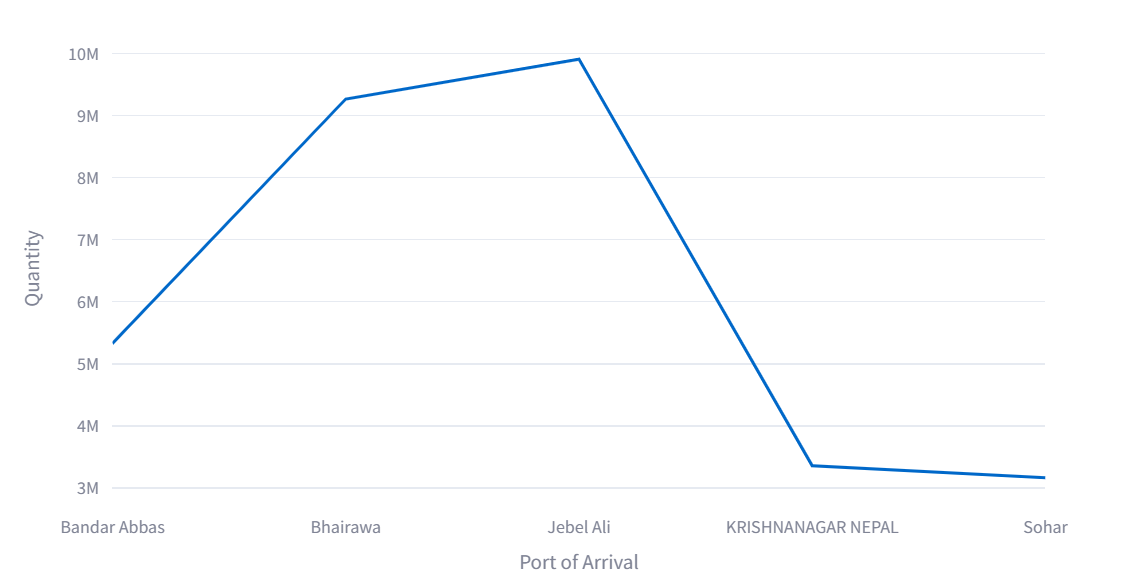 10M
9M
8M
7M
6M
5M
4M
3M
Quantity
Bandar Abbas
Bhairawa
Jebel Ali
KRISHNANAGAR NEPAL
Sohar
Port of Arrival